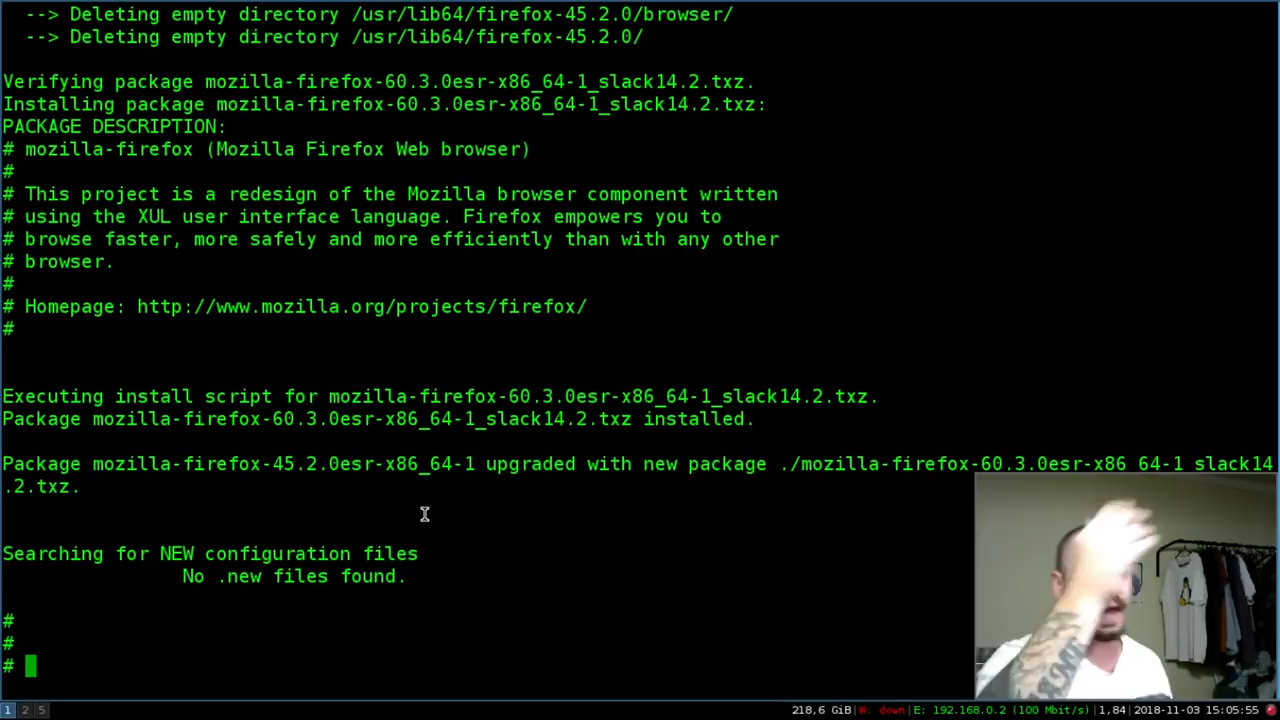 --> Deleting empty directory /usr/lib64/firefox-45.2.0/browser/
--> Deleting empty directory /usr/lib64/firefox-45.2.0/
Verifying package mozilla-firefox-60.3.0esr-x86_64-1_slack14.2.txz.
Installing package mozilla-firefox-60.3.0esr-x86_64-1_slack14.2.txz:
PACKAGE DESCRIPTION:
# mozilla-firefox (Mozilla Firefox Web browser)
#
# This project is a redesign of the Mozilla browser component written
# using the XUL user interface language. Firefox empowers you to
# browse faster, more safely and more efficiently than with any other
# browser.
#
# Homepage: http://www.mozilla.org/projects/firefox/
#
Executing install script for mozilla-firefox-60.3.0esr-x86_64-1_slack14.2.txz.
Package mozilla-firefox-60.3.0esr-x86_64-1_slack14.2.txz installed.
Package mozilla-firefox-45.2.0esr-x86_64-1 upgraded with new package ./mozilla-firefox-60.3.0esr-x86_64-1_slack14
.2.txz.
Searching for NEW configuration files
No .new files found.
#
#
#
1 2 5 218,6 GiB|W: down|E: 192.168.0.2 (100 Mbit/s)|1,84|2018-11-03 15:05:55